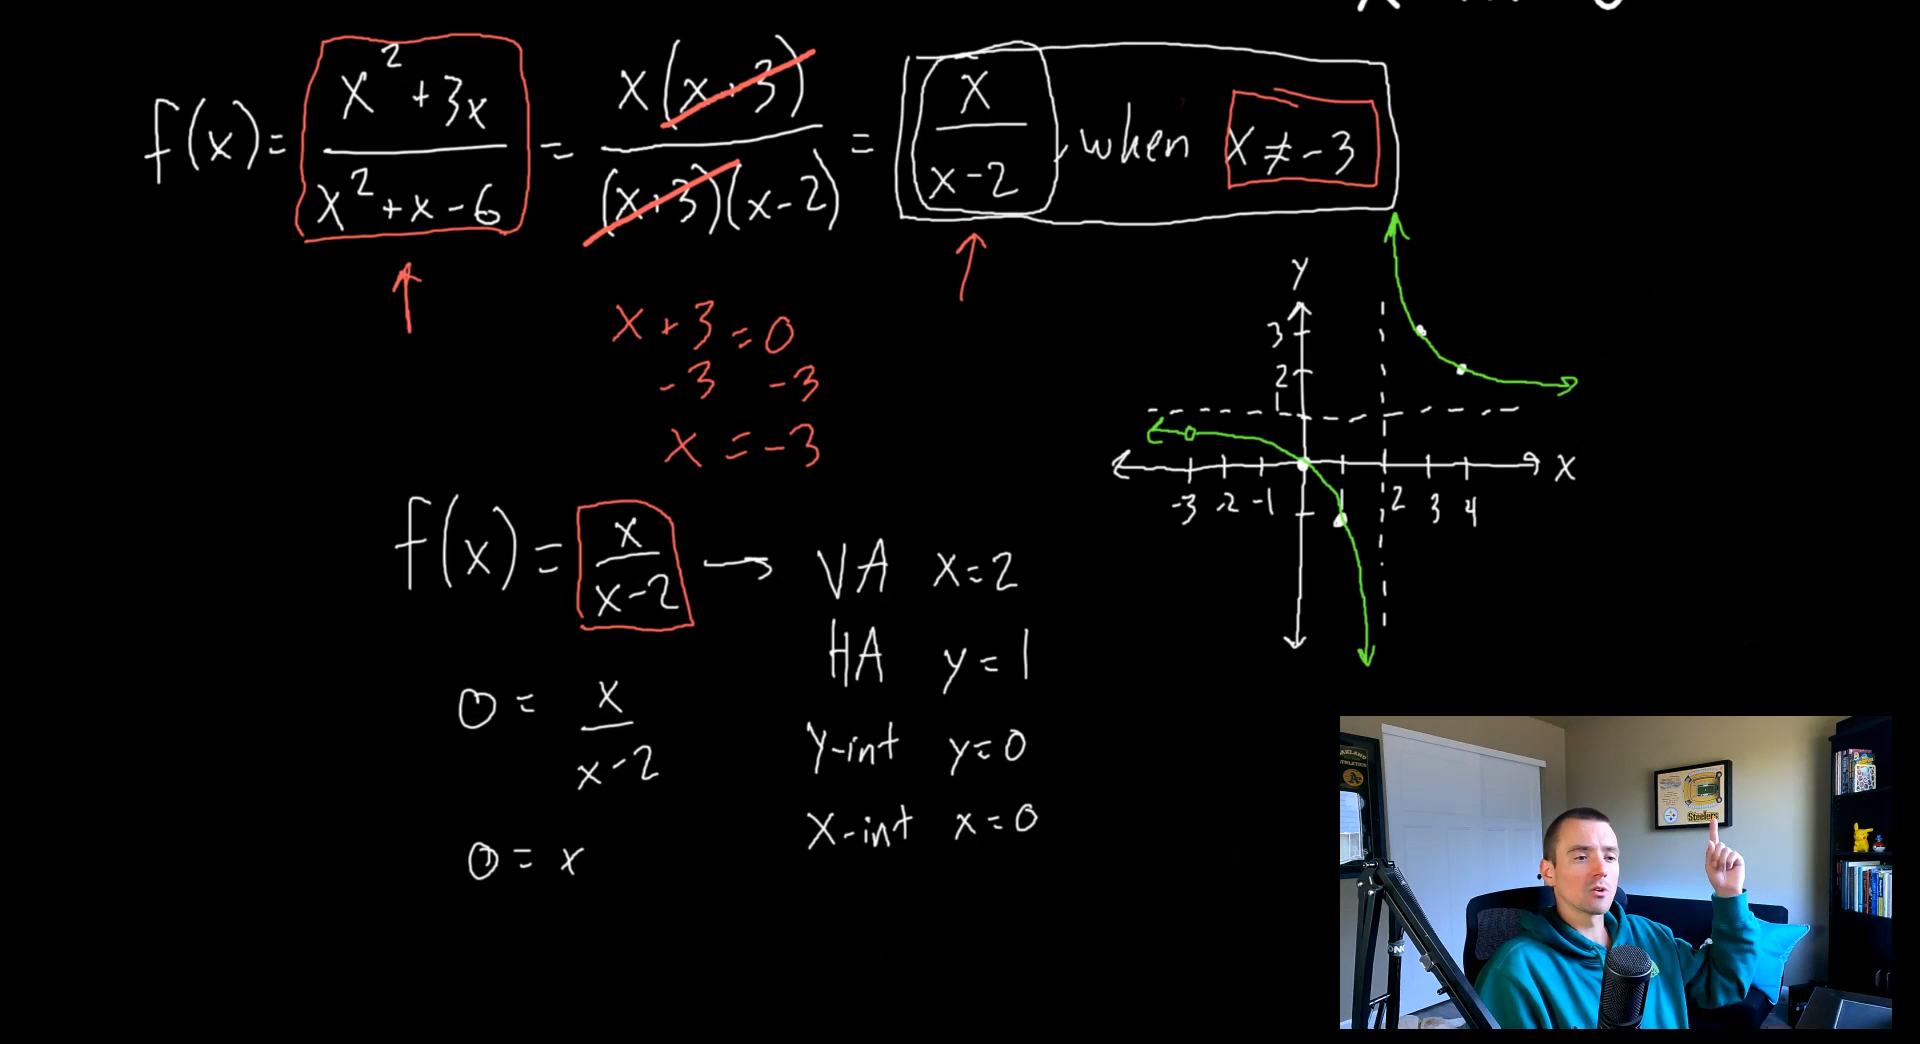 f(x) = x² + 3x / x² + x - 6 = x(x+3) / (x+3)(x-2) = x / x-2, when x ≠ -3
x + 3 = 0
-3 -3
x = -3
f(x) = x / x-2 → VA x = 2
HA y = 1
0 = x / x-2
y-int y = 0
x-int x = 0
0 = x
y
3
2
1
x
-3 -2 -1 1 2 3 4
Steelers